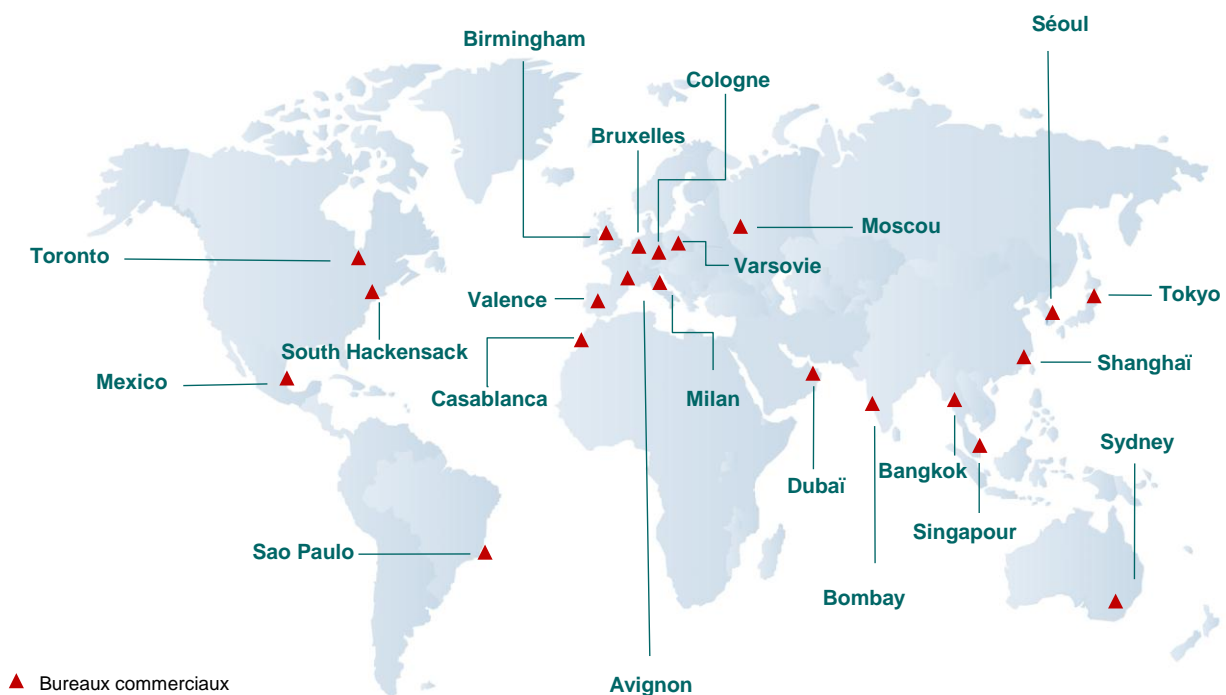 Séoul
Birmingham
Cologne
Bruxelles
Moscou
Toronto
Varsovie
Valence
Tokyo
South Hackensack
Shanghaï
Mexico
Casablanca
Milan
Sydney
Bangkok
Dubaï
Singapour
Sao Paulo
Bombay
Bureaux commerciaux
Avignon